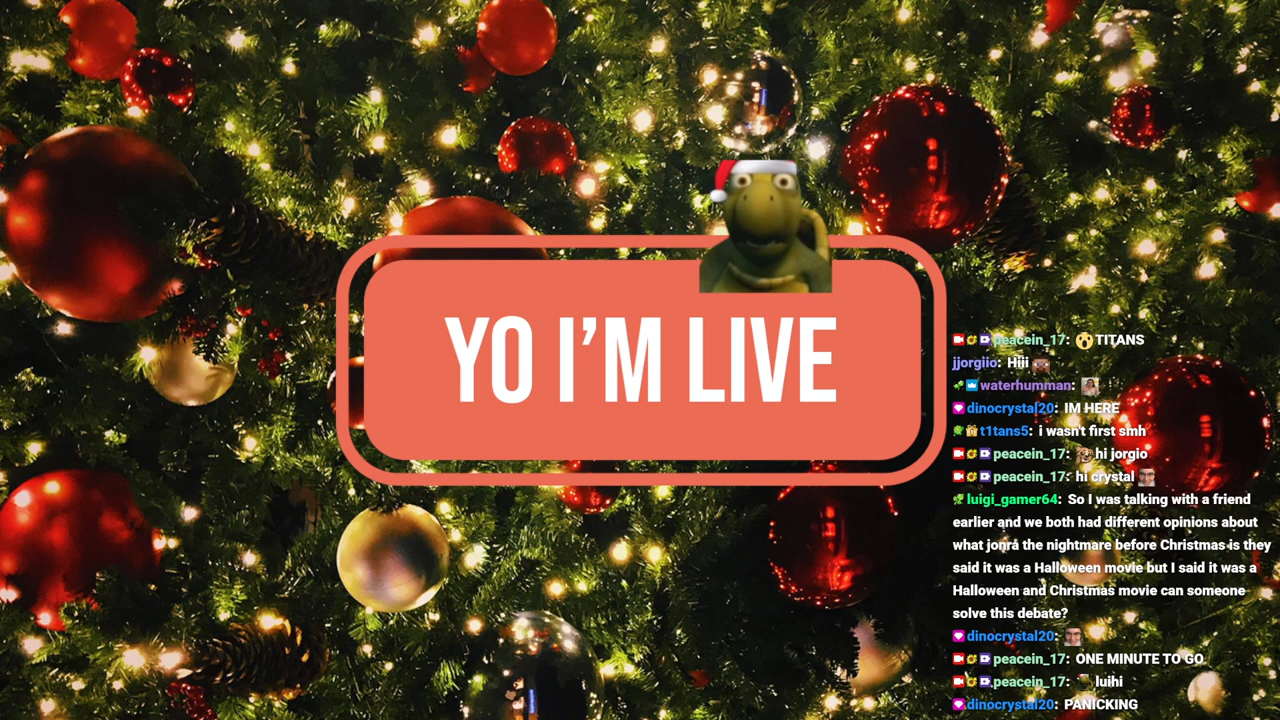 YO I’M LIVE
peacein_17: TITANS
jjorgiio: Hiii
waterhumman:
dinocrystal20: IM HERE
t1tans5: i wasn't first smh
peacein_17: hi jorgio
peacein_17: hi crystal
luigi_gamer64: So I was talking with a friend
earlier and we both had different opinions about
what jonra the nightmare before Christmas is they
said it was a Halloween movie but I said it was a
Halloween and Christmas movie can someone
solve this debate?
dinocrystal20:
peacein_17: ONE MINUTE TO GO
peacein_17: luihi
dinocrystal20: PANICKING